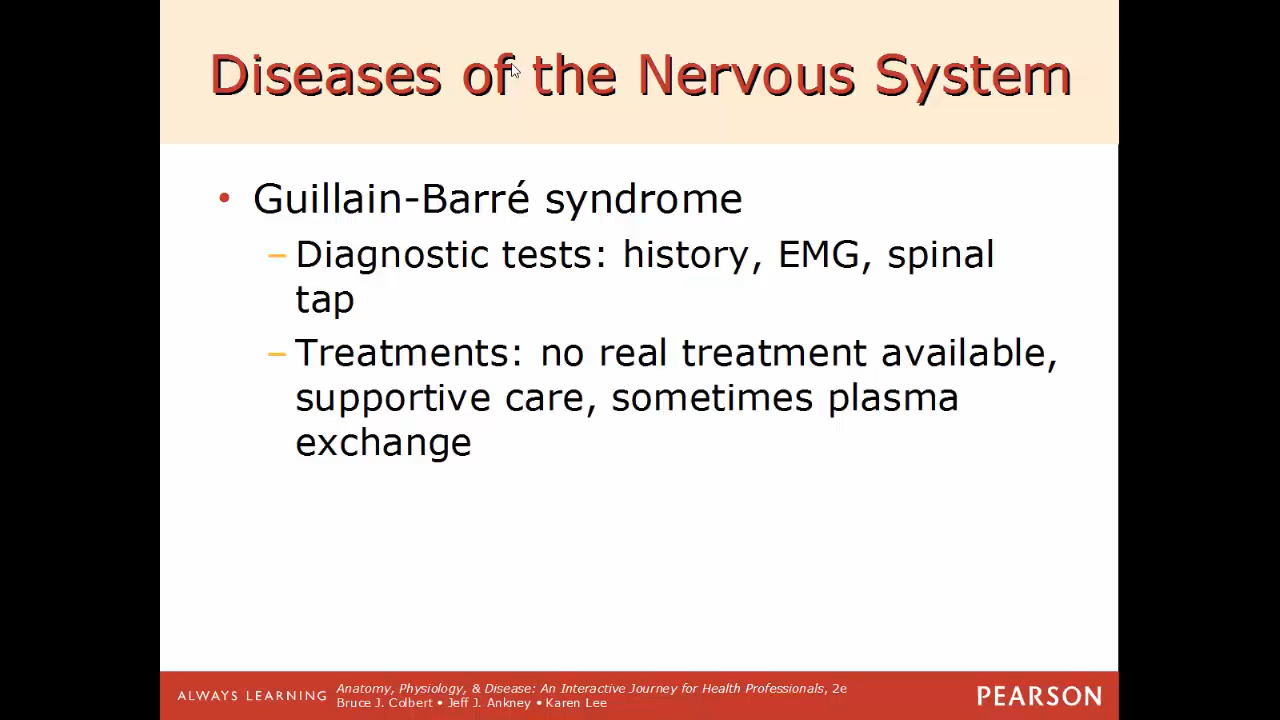 Diseases of the Nervous System
• Guillain-Barré syndrome
– Diagnostic tests: history, EMG, spinal
tap
– Treatments: no real treatment available,
supportive care, sometimes plasma
exchange
ALWAYS LEARNING
Anatomy, Physiology, & Disease: An Interactive Journey for Health Professionals, 2e
Bruce J. Colbert • Jeff J. Ankney • Karen Lee
PEARSON